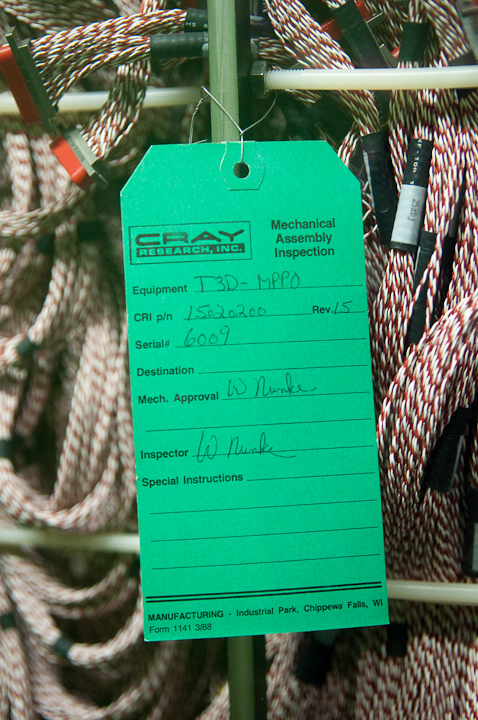 CRAY
RESEARCH, INC.
Mechanical
Assembly
Inspection
Equipment T3D-MPP0
CRI p/n 15020200 Rev. 15
Serial# 6009
Destination
Mech. Approval W Nunke
Inspector W Nunke
Special Instructions
MANUFACTURING - Industrial Park, Chippewa Falls, WI
Form 1141 3/88